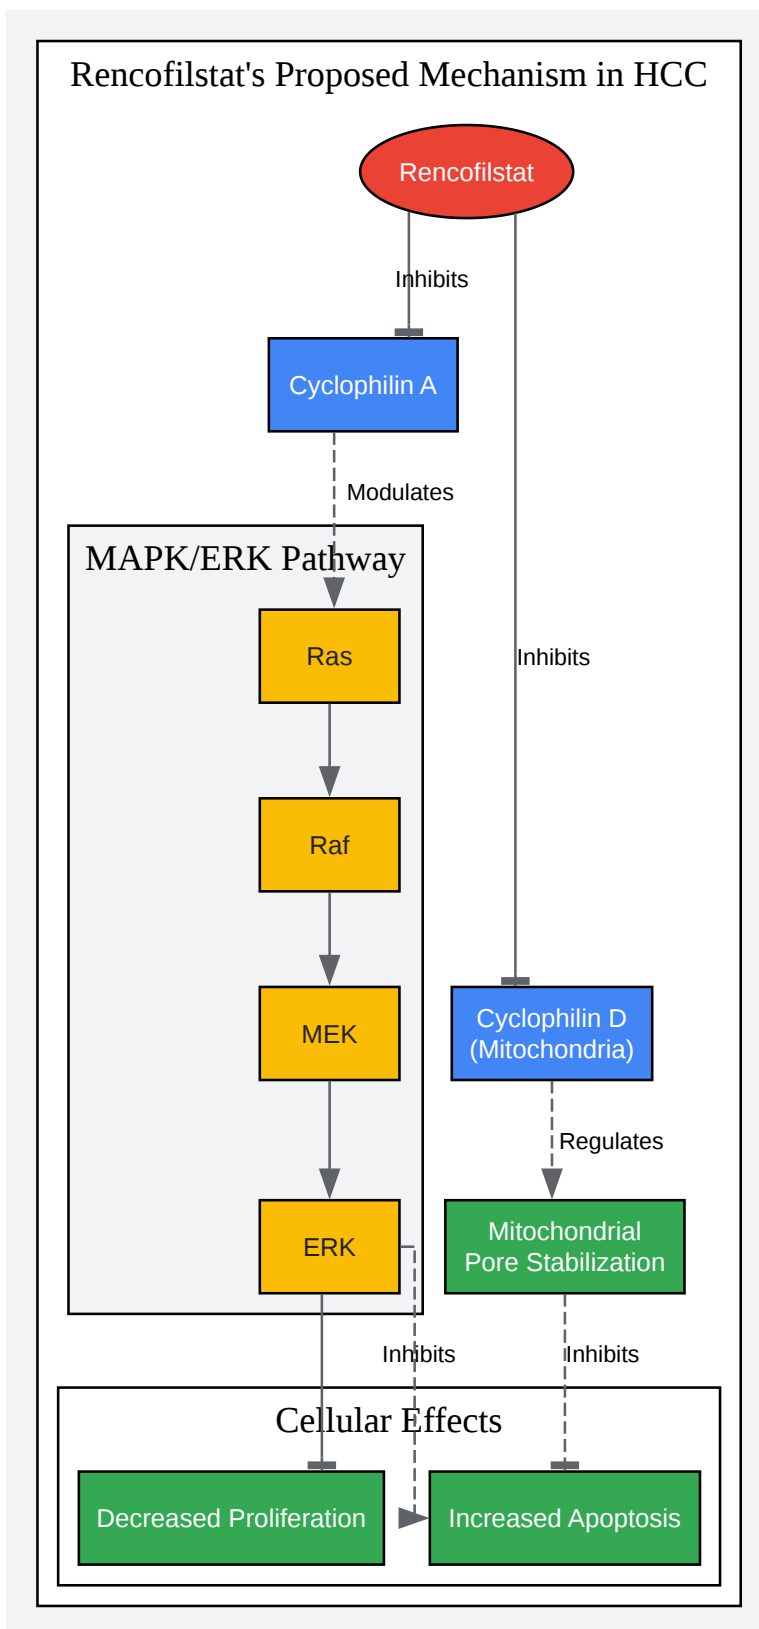 Rencofilstat's Proposed Mechanism in HCC
Rencofilstat
Inhibits
Cyclophilin A
Modulates
MAPK/ERK Pathway
Ras
Inhibits
Raf
MEK
Cyclophilin D
(Mitochondria)
Regulates
ERK
Mitochondrial
Pore Stabilization
Inhibits
Inhibits
Cellular Effects
Decreased Proliferation
Increased Apoptosis